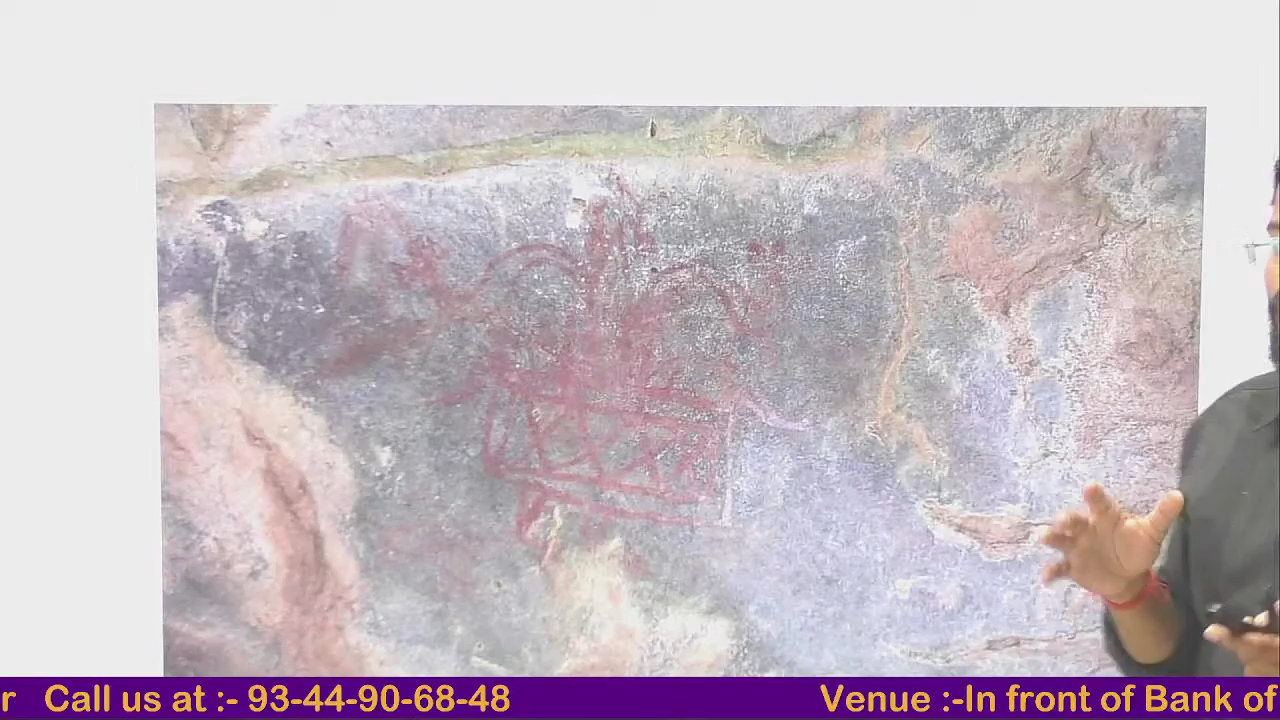 r Call us at :- 93-44-90-68-48 Venue :-In front of Bank of